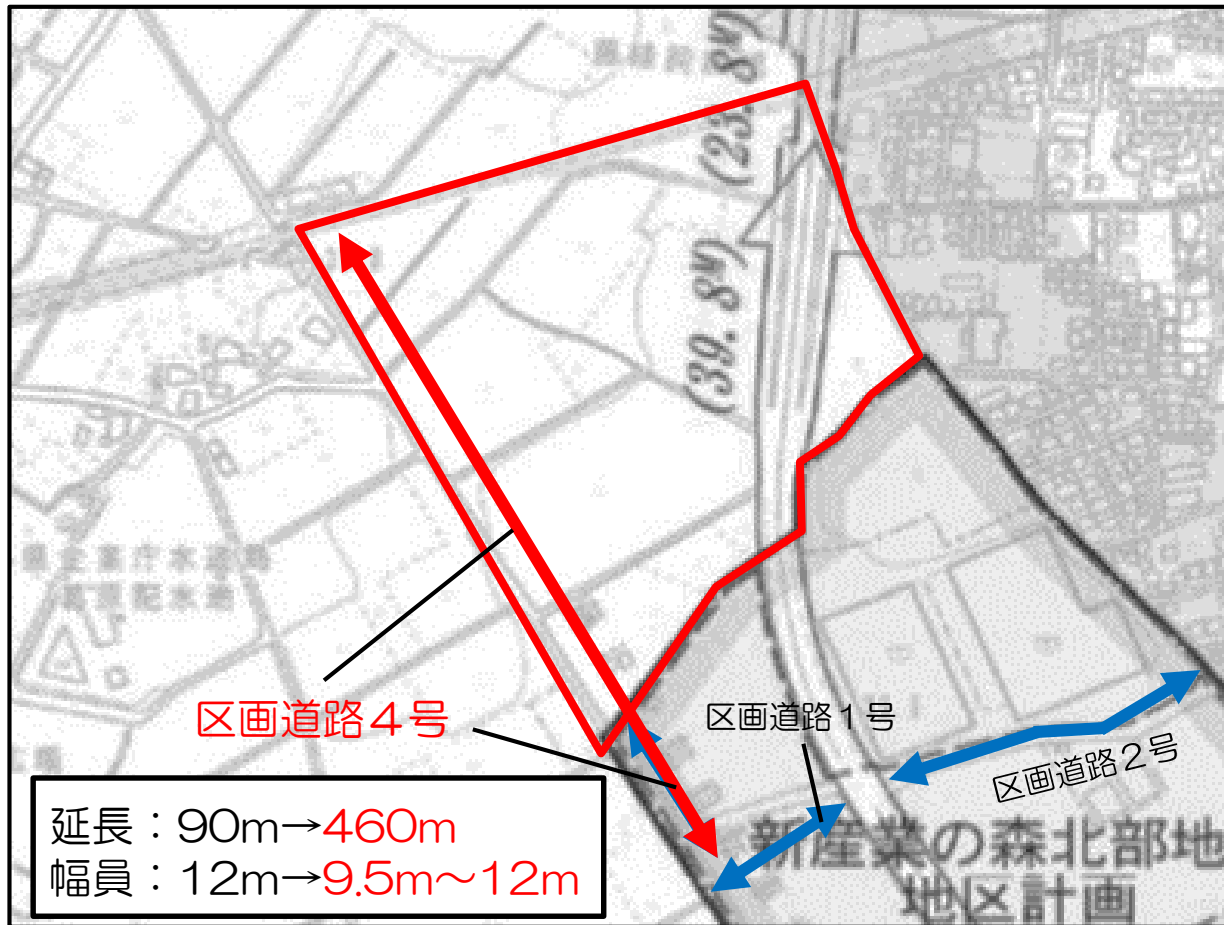 (23. 8M)
(39. 8M)
区画道路4号
区画道路1号
区画道路2号
延長：90m→460m
幅員：12m→9.5m～12m
新産業の森北部地
地区計画